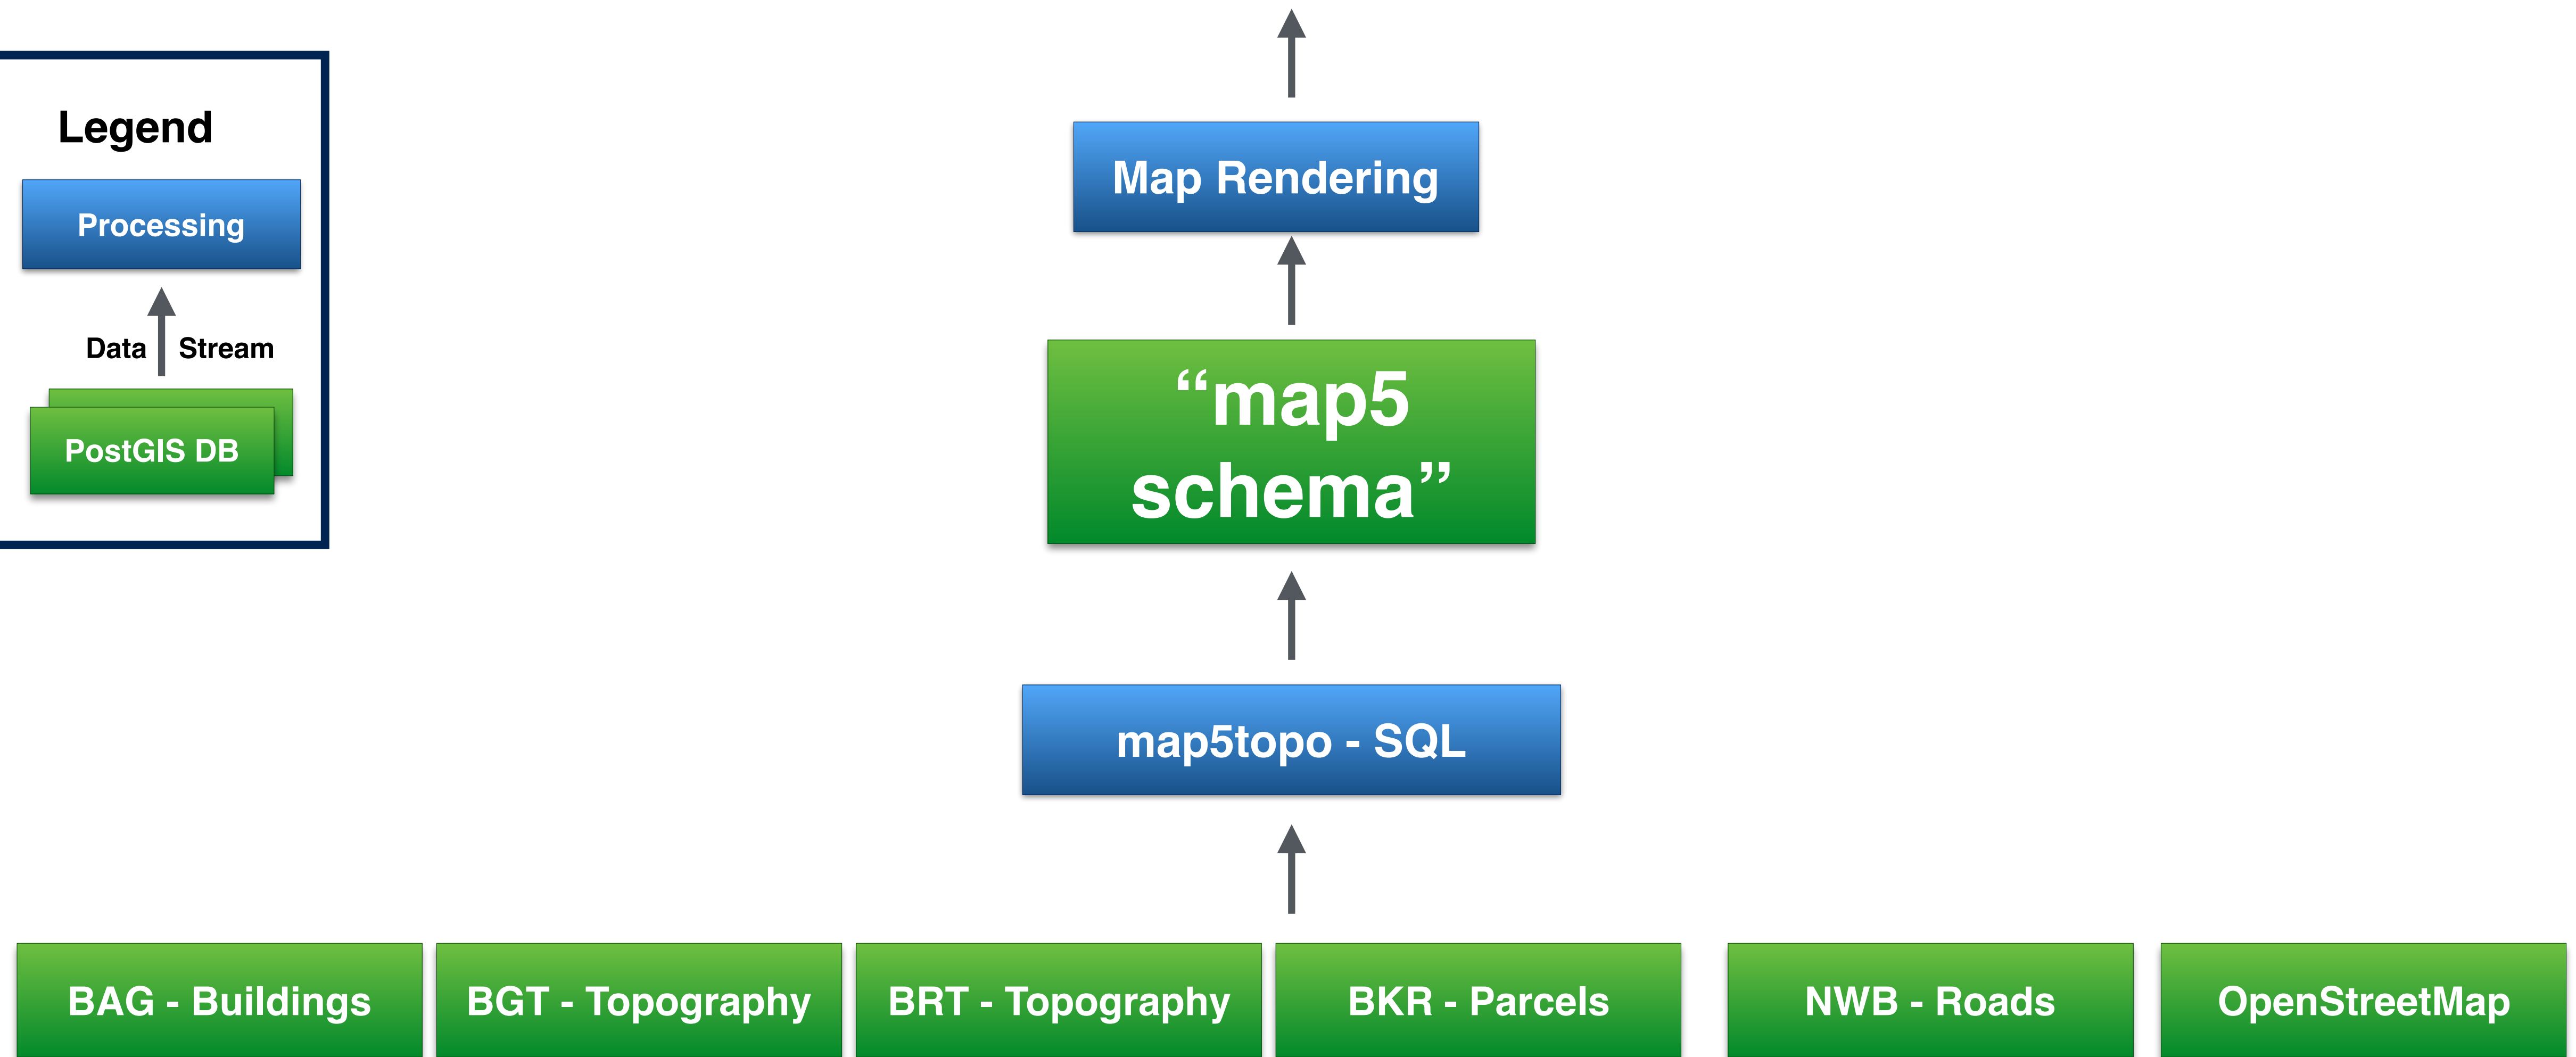 Legend
Processing
Data Stream
PostGIS DB
Map Rendering
“map5
schema”
map5topo - SQL
BAG - Buildings
BGT - Topography
BRT - Topography
BKR - Parcels
NWB - Roads
OpenStreetMap